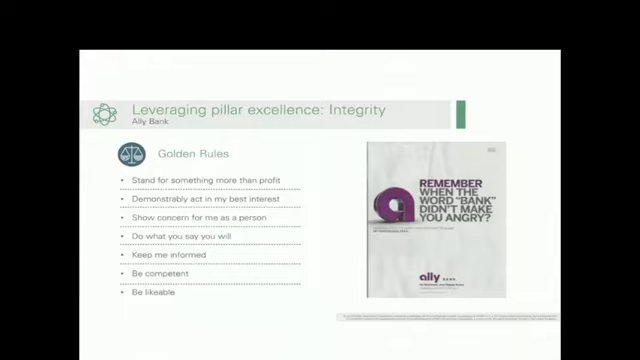 Leveraging pillar excellence: Integrity
Ally Bank
Golden Rules
• Stand for something more than profit
• Demonstrably act in my best interest
• Show concern for me as a person
• Do what you say you will
• Keep me informed
• Be competent
• Be likeable
REMEMBER
WHEN THE
WORD "BANK"
DIDN'T MAKE
YOU ANGRY?
ally BANK